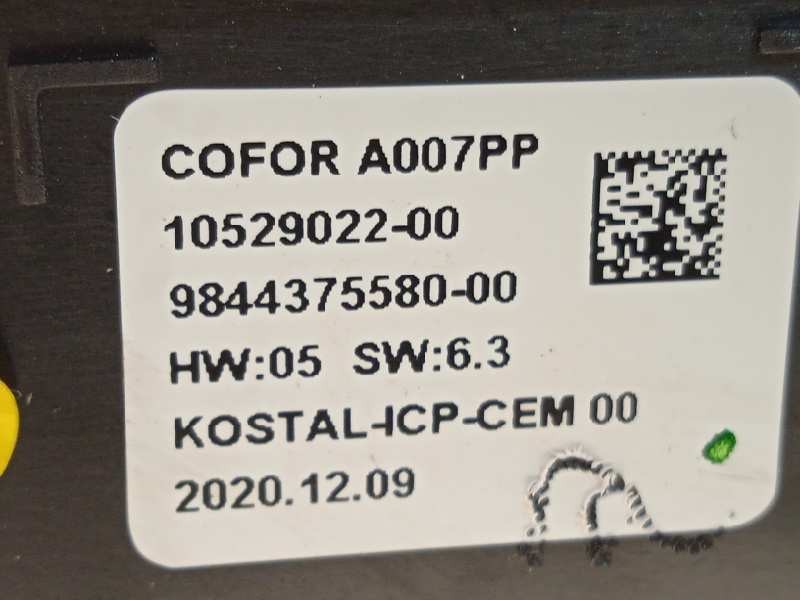 COFOR A007PP
10529022-00
9844375580-00
HW:05 SW:6.3
KOSTAL-ICP-CEM 00
2020.12.09